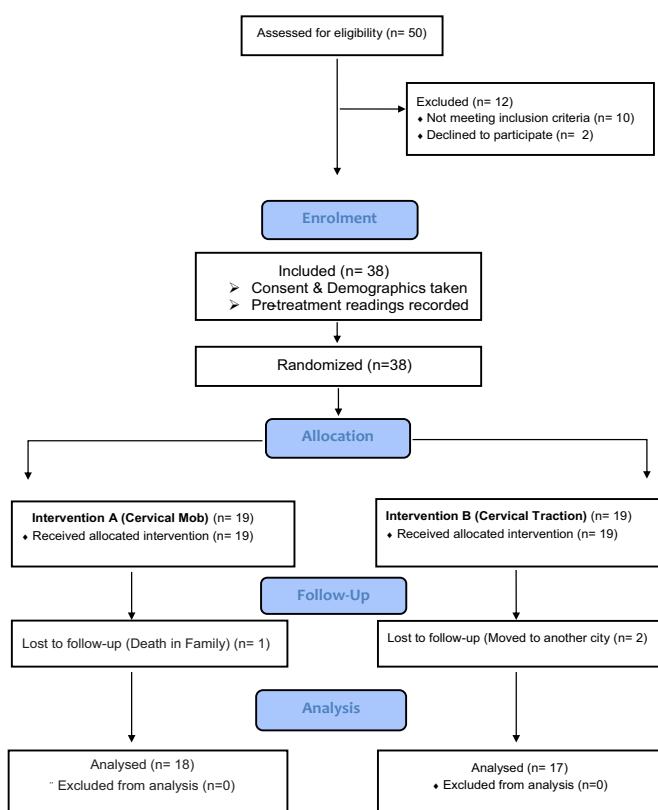 Assessed for eligibility (n= 50)
Excluded (n= 12)
♦ Not meeting inclusion criteria (n= 10)
♦ Declined to participate (n= 2)
Enrolment
Included (n= 38)
➢ Consent & Demographics taken
➢ Pre-treatment readings recorded
Randomized (n=38)
Allocation
Intervention A (Cervical Mob) (n= 19)
♦ Received allocated intervention (n= 19)
Intervention B (Cervical Traction) (n= 19)
♦ Received allocated intervention (n= 19)
Follow-Up
Lost to follow-up (Death in Family) (n= 1)
Lost to follow-up (Moved to another city (n= 2)
Analysis
Analysed (n= 18)
¨ Excluded from analysis (n=0)
Analysed (n= 17)
♦ Excluded from analysis (n=0)